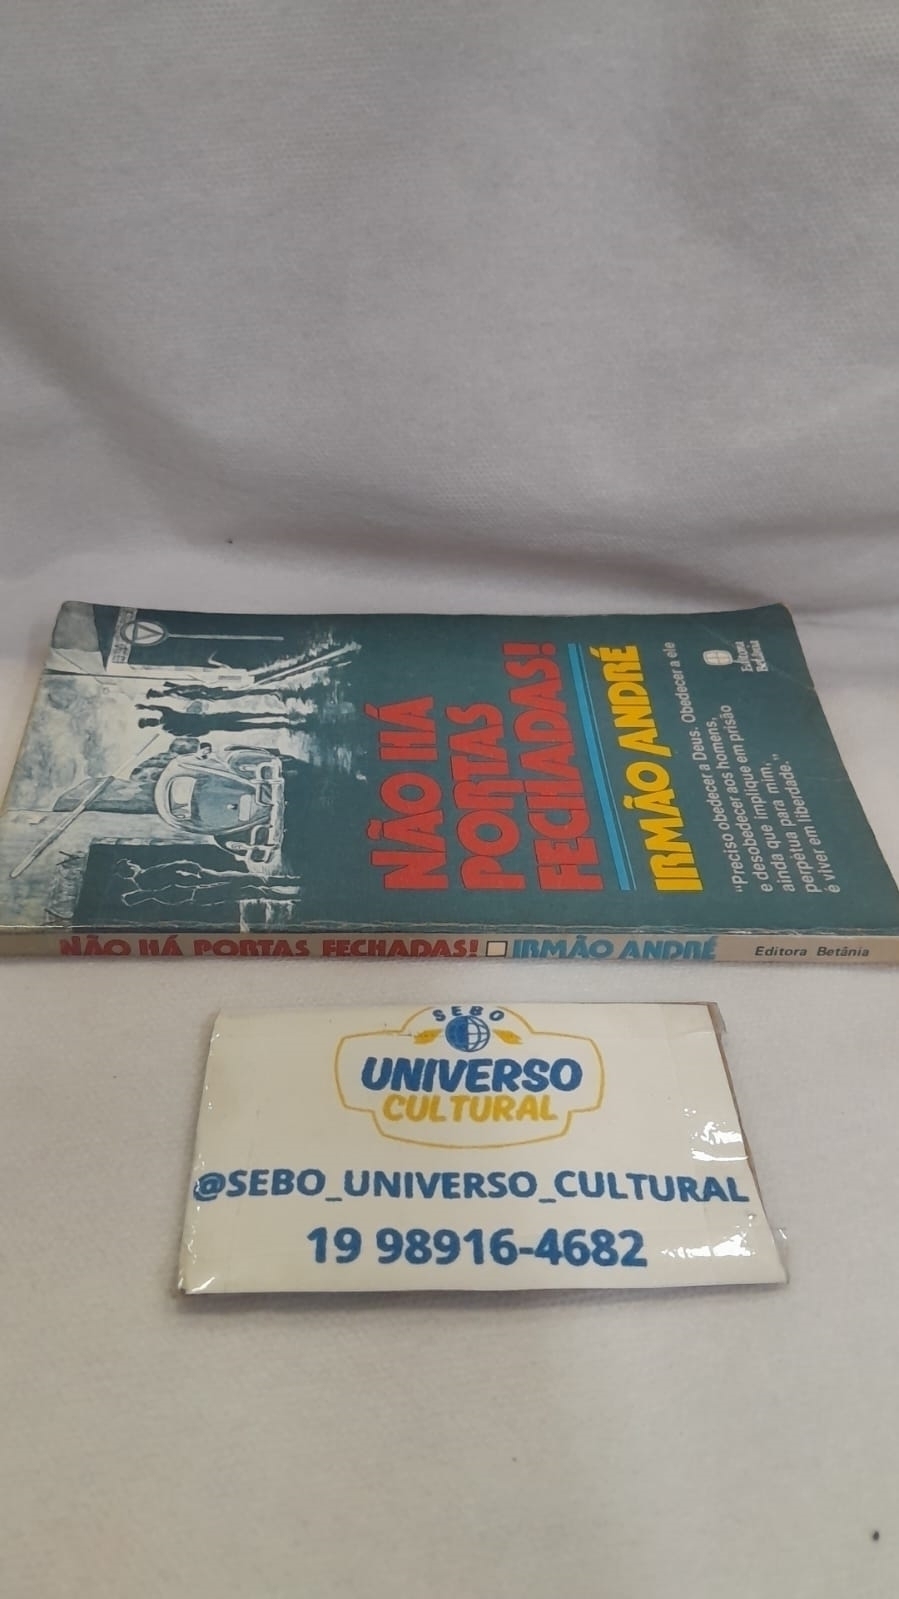 NÃO HÁ
PORTAS
FECHADAS!
IRMÃO ANDRÉ
"Preciso obedecer a Deus. Obedecer a ele
e desobedecer aos homens,
ainda que para mim,
perpétua em liberdade."
é viver em liberdade.
Editora
Betânia
NÃO HÁ PORTAS FECHADAS! IRMÃO ANDRÉ Editora Betânia
SEBO
UNIVERSO
CULTURAL
@SEBO_UNIVERSO_CULTURAL
19 98916-4682